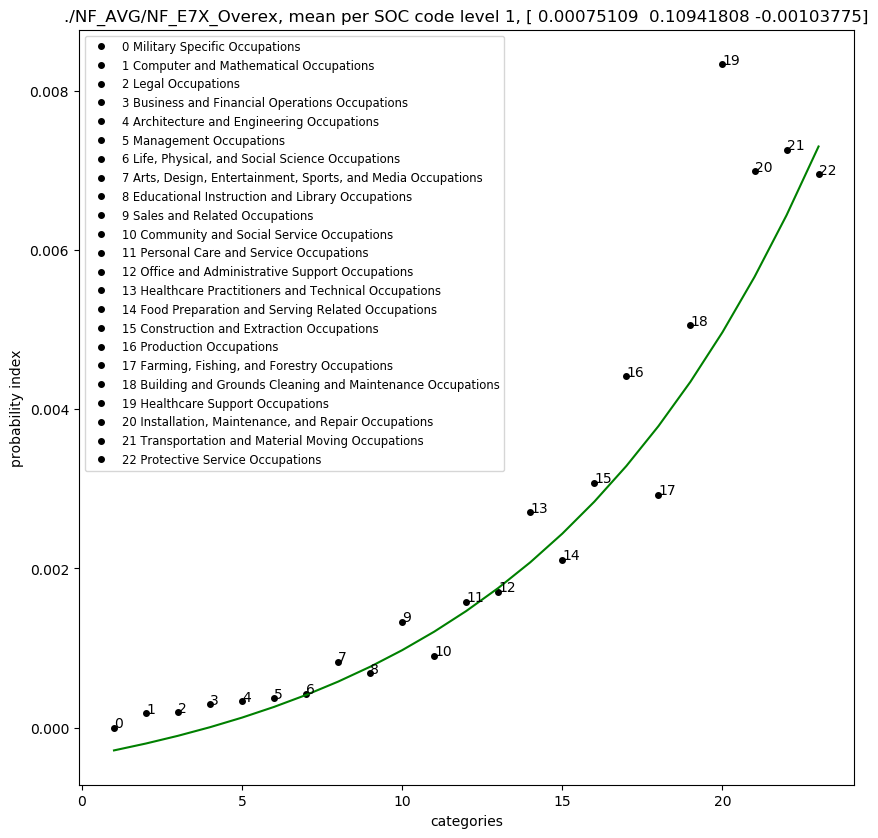 ./NF_AVG/NF_E7X_Overex, mean per SOC code level 1, [ 0.00075109  0.10941808 -0.00103775]
0 Military Specific Occupations
1 Computer and Mathematical Occupations
2 Legal Occupations
3 Business and Financial Operations Occupations
4 Architecture and Engineering Occupations
5 Management Occupations
6 Life, Physical, and Social Science Occupations
7 Arts, Design, Entertainment, Sports, and Media Occupations
8 Educational Instruction and Library Occupations
9 Sales and Related Occupations
10 Community and Social Service Occupations
11 Personal Care and Service Occupations
12 Office and Administrative Support Occupations
13 Healthcare Practitioners and Technical Occupations
14 Food Preparation and Serving Related Occupations
15 Construction and Extraction Occupations
16 Production Occupations
17 Farming, Fishing, and Forestry Occupations
18 Building and Grounds Cleaning and Maintenance Occupations
19 Healthcare Support Occupations
20 Installation, Maintenance, and Repair Occupations
21 Transportation and Material Moving Occupations
22 Protective Service Occupations
probability index
0.008
0.006
0.004
0.002
0.000
0
1
2
3
4
5
6
7
8
9
10
11
12
13
14
15
16
17
18
19
20
21
22
0
5
10
15
20
categories